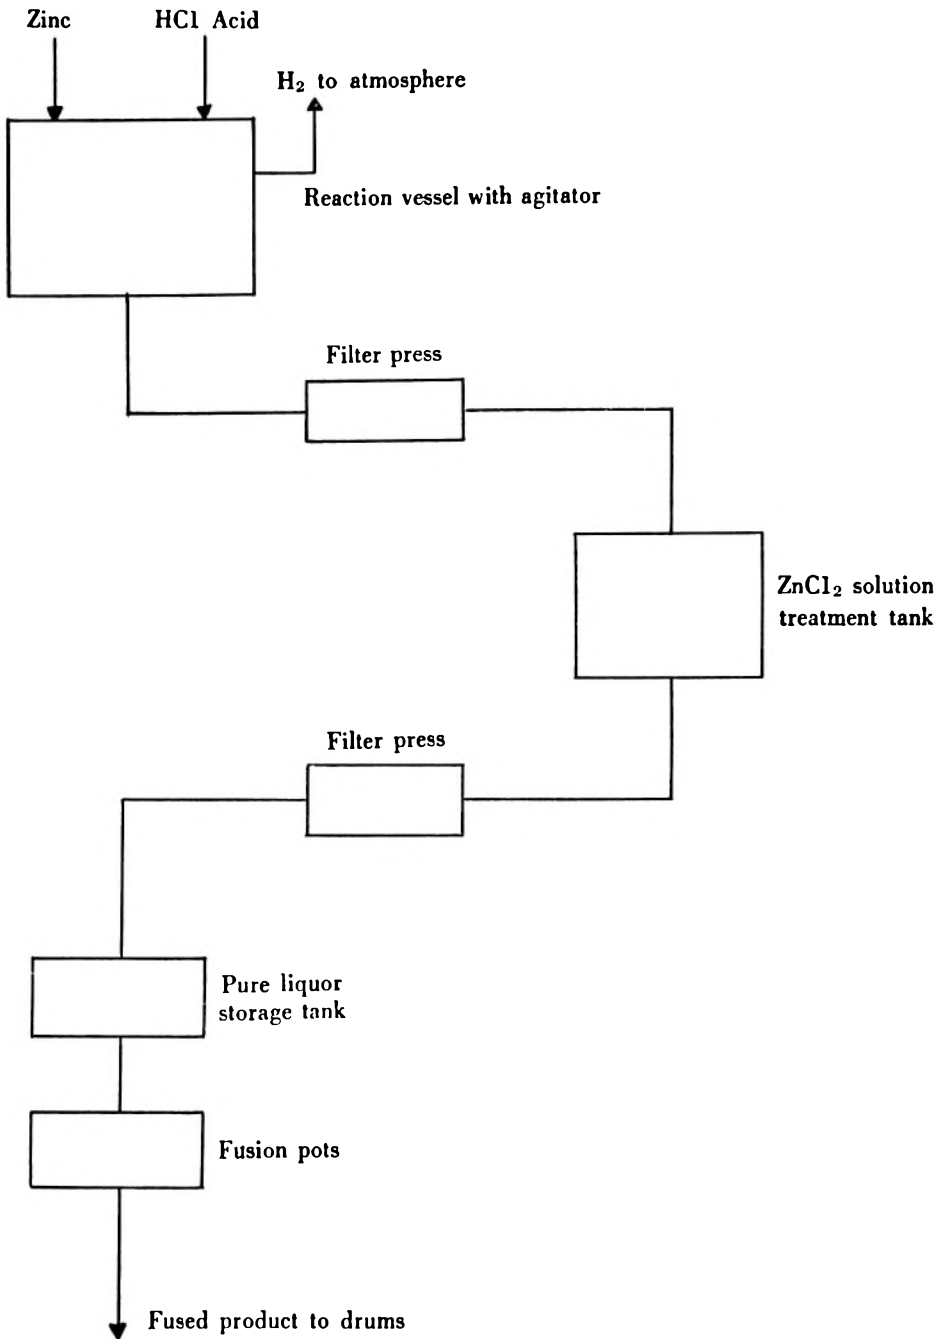 Zinc
HCl Acid
H₂ to atmosphere
Reaction vessel with agitator
Filter press
ZnCl₂ solution
treatment tank
Filter press
Pure liquor
storage tank
Fusion pots
Fused product to drums